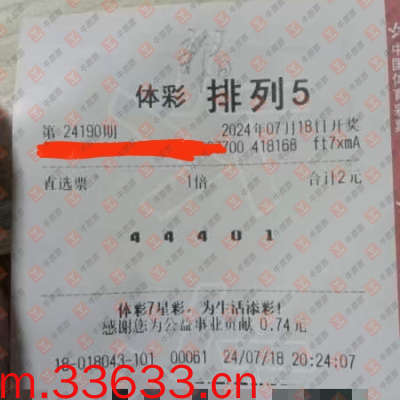 体彩 排列5
第 24190期 2024年07月18日开奖
700 418168 ft7xmA
直选票 1倍 合计2元
4 4 4 0 1
体彩7星彩，为生活添彩！
感谢您为公益事业贡献 0.74元
18-018043-101 00061 24/07/18 20:24:07
m.33633.cn